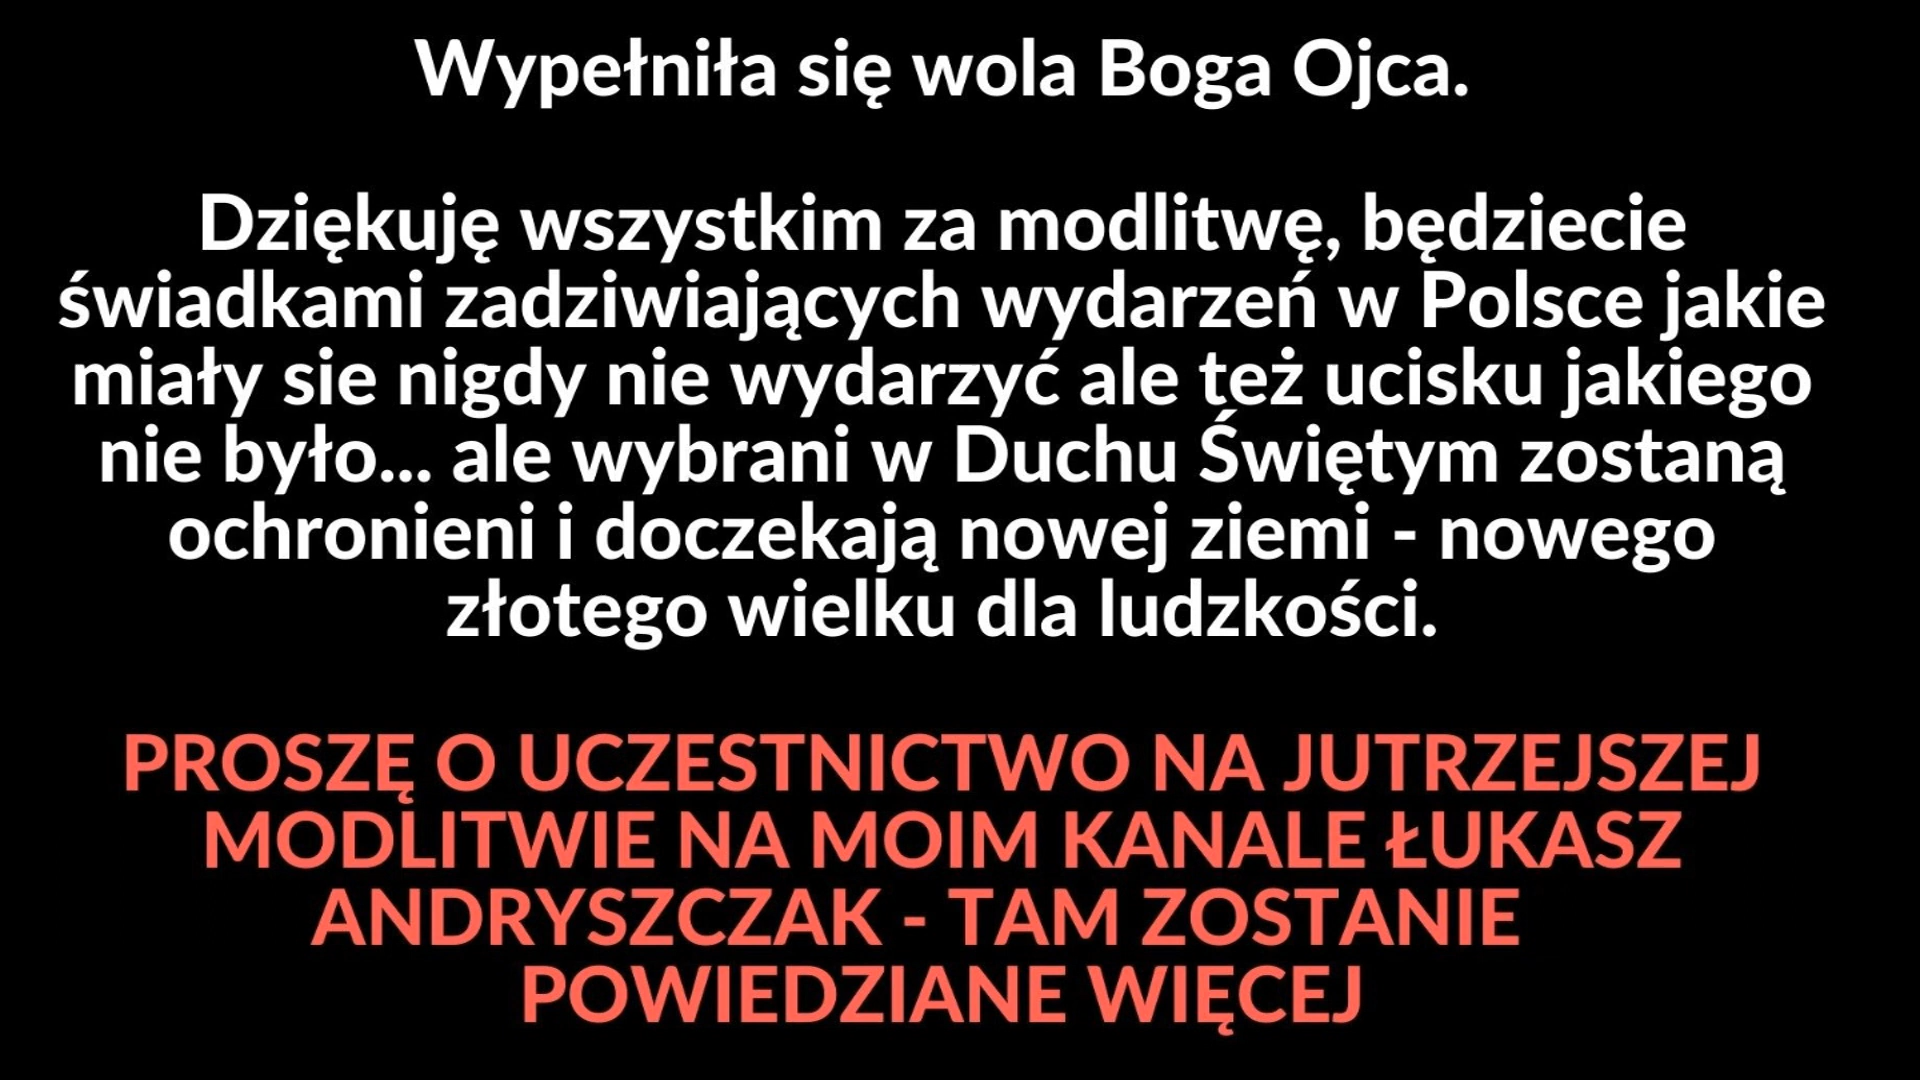 Wypełniła się wola Boga Ojca.
Dziękuję wszystkim za modlitwę, będziecie
świadkami zadziwiających wydarzeń w Polsce jakie
miały sie nigdy nie wydarzyć ale też ucisku jakiego
nie było... ale wybrani w Duchu Świętym zostaną
ochronieni i doczekają nowej ziemi - nowego
złotego wielku dla ludzkości.
PROSZĘ O UCZESTNICTWO NA JUTRZEJSZEJ
MODLITWIE NA MOIM KANALE ŁUKASZ
ANDRYSZCZAK - TAM ZOSTANIE
POWIEDZIANE WIĘCEJ